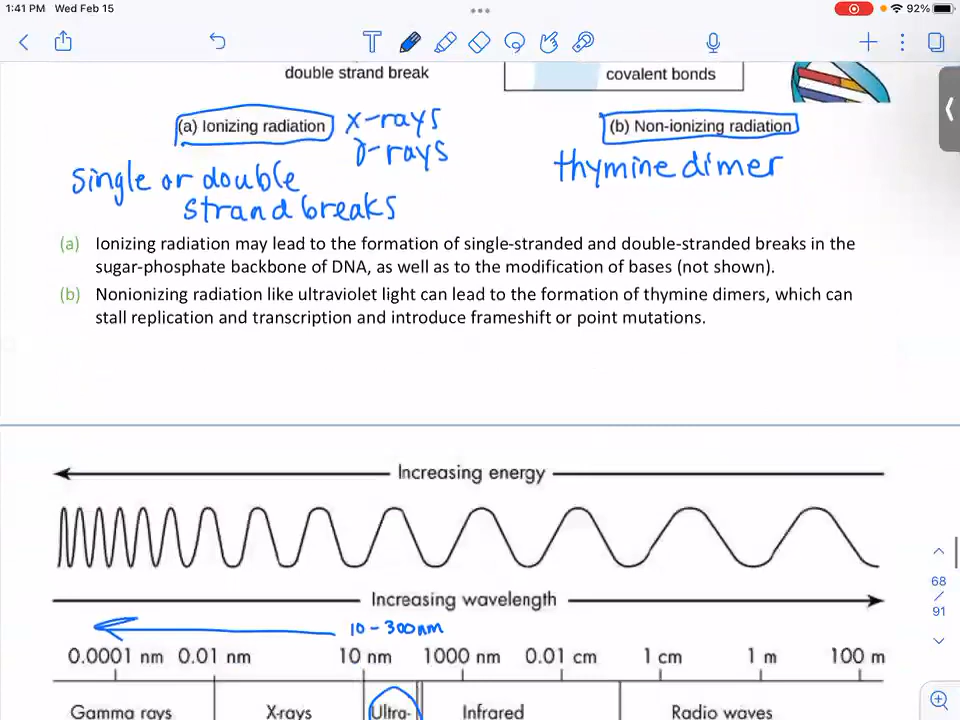 1:41 PM Wed Feb 15
92%
T
double strand break
covalent bonds
(a) Ionizing radiation x-rays
γ-rays
(b) Non-ionizing radiation
thymine dimer
single or double
strand breaks
(a) Ionizing radiation may lead to the formation of single-stranded and double-stranded breaks in the
sugar-phosphate backbone of DNA, as well as to the modification of bases (not shown).
(b) Nonionizing radiation like ultraviolet light can lead to the formation of thymine dimers, which can
stall replication and transcription and introduce frameshift or point mutations.
Increasing energy
Increasing wavelength
10-300nm
0.0001 nm 0.01 nm 10 nm 1000 nm 0.01 cm 1 cm 1 m 100 m
Gamma rays X-rays Ultra- Infrared Radio waves
68
/
91